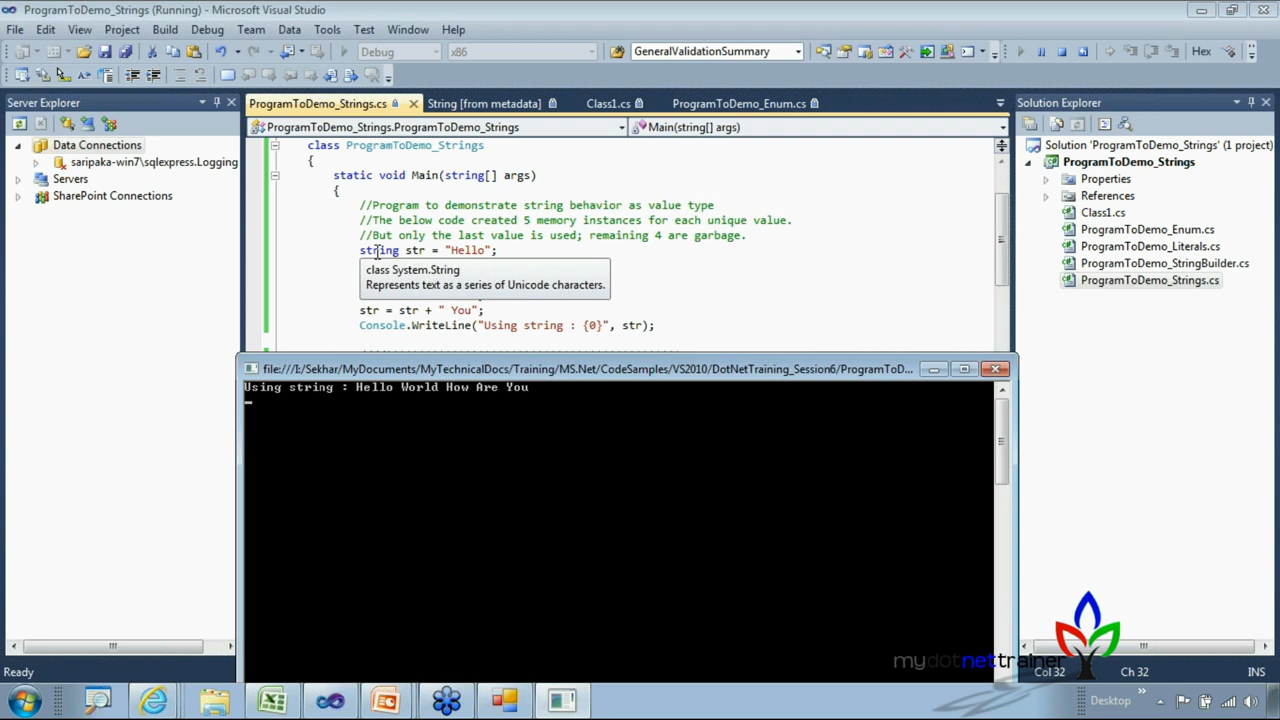 ProgramToDemo_Strings (Running) - Microsoft Visual Studio
File Edit View Project Build Debug Team Data Tools Test Window Help
Debug x86 GeneralValidationSummary Hex
Server Explorer
Data Connections
saripaka-win7\sqlexpress.Logging
Servers
SharePoint Connections
ProgramToDemo_Strings.cs String [from metadata] Class1.cs ProgramToDemo_Enum.cs
ProgramToDemo_Strings.ProgramToDemo_Strings Main(string[] args)
class ProgramToDemo_Strings
{
static void Main(string[] args)
{
//Program to demonstrate string behavior as value type
//The below code created 5 memory instances for each unique value.
//But only the last value is used; remaining 4 are garbage.
string str = "Hello";
class System.String
Represents text as a series of Unicode characters.
str = str + " You";
Console.WriteLine("Using string : {0}", str);
Solution Explorer
Solution 'ProgramToDemo_Strings' (1 project)
ProgramToDemo_Strings
Properties
References
Class1.cs
ProgramToDemo_Enum.cs
ProgramToDemo_Literals.cs
ProgramToDemo_StringBuilder.cs
ProgramToDemo_Strings.cs
file:///I:/Sekhar/MyDocuments/MyTechnicalDocs/Training/MS.Net/CodeSamples/VS2010/DotNetTraining_Session6/ProgramToD...
Using string : Hello World How Are You
mydotnettrainer
Ready Col 32 Ch 32 INS
Desktop